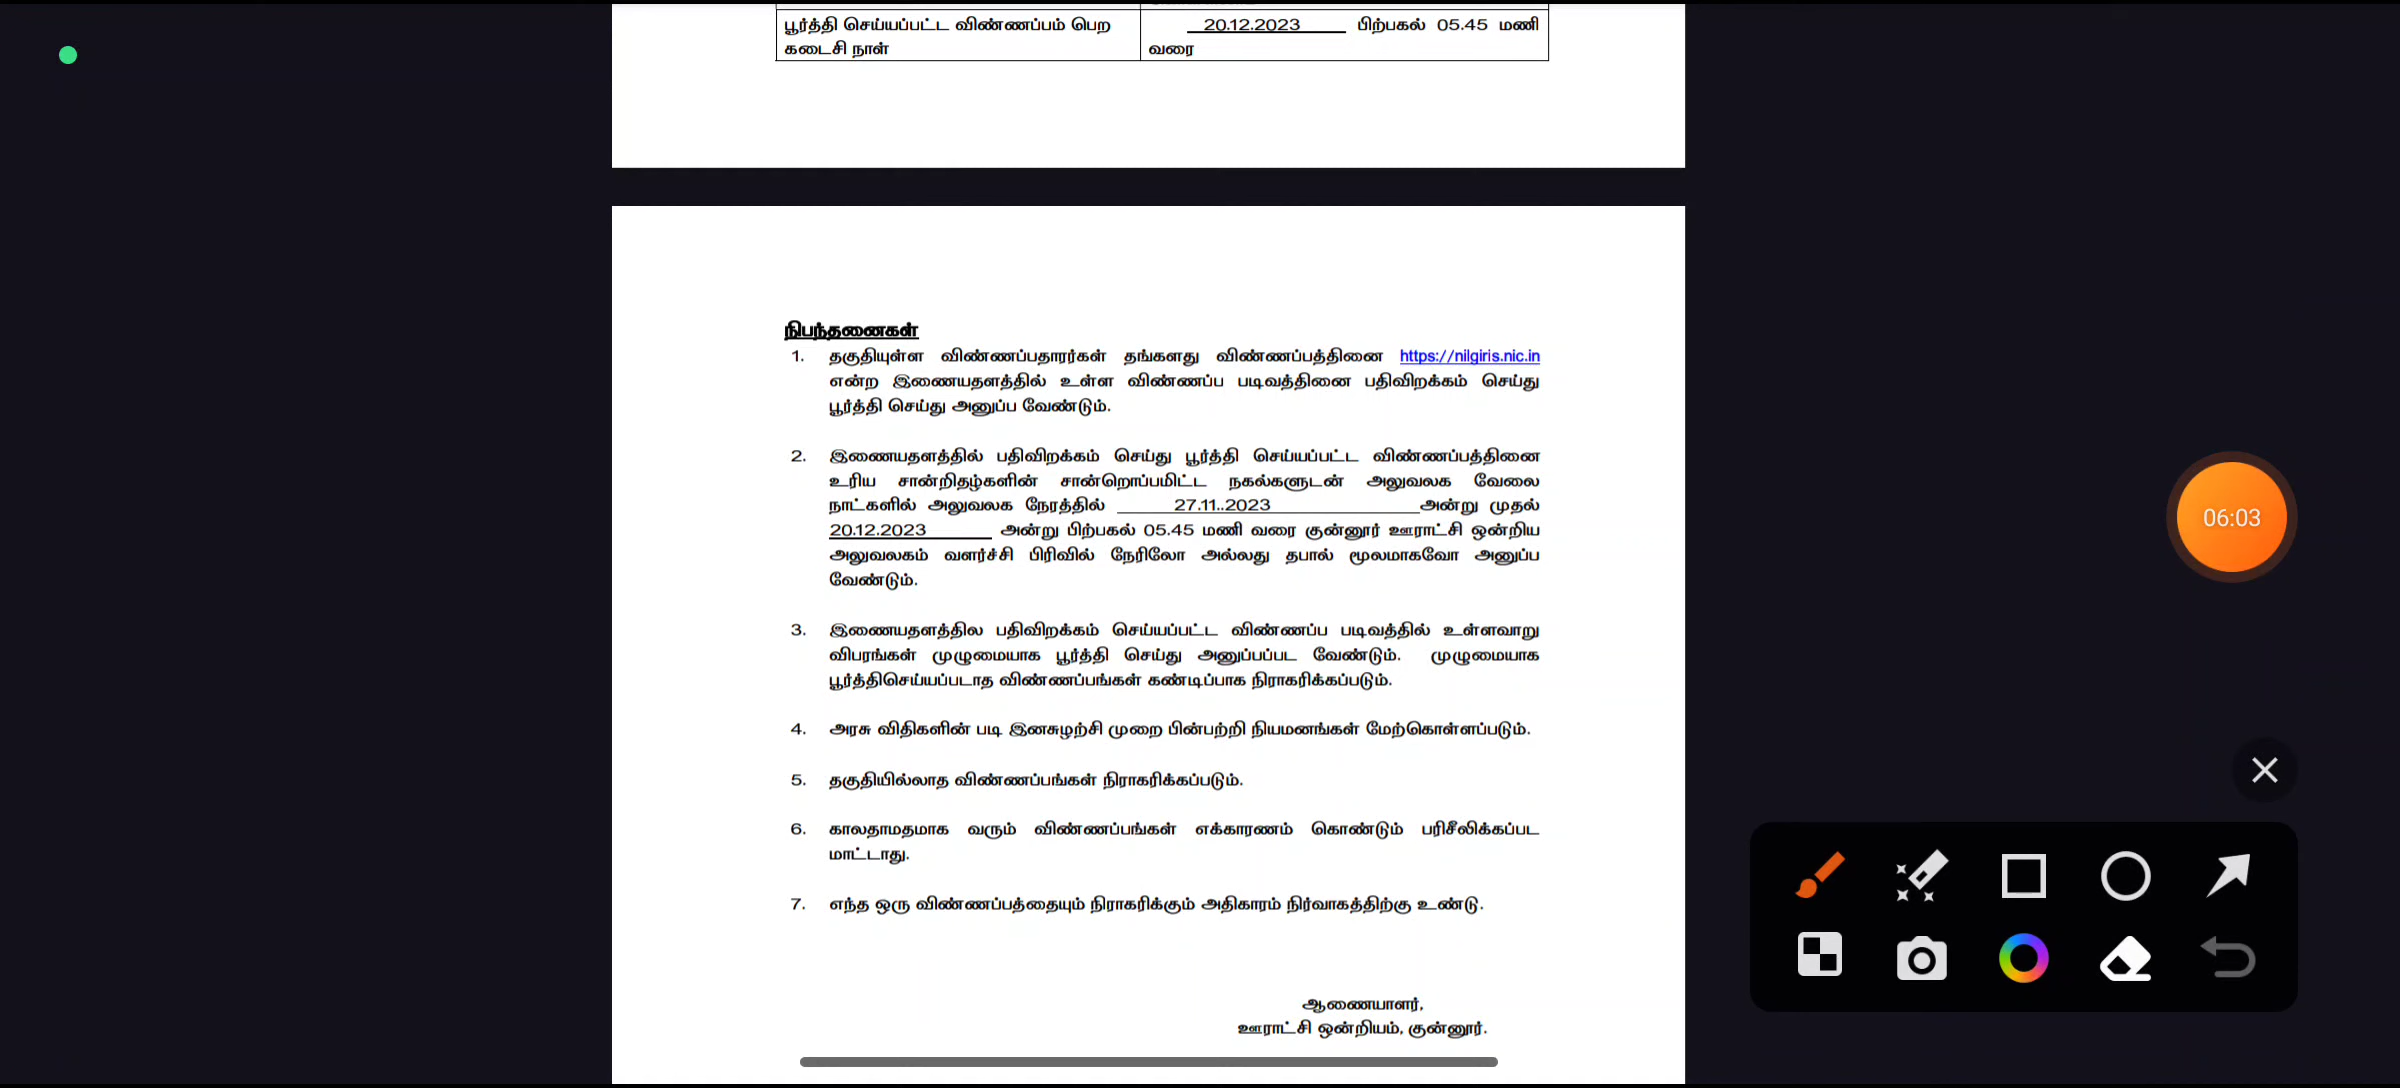 பூர்த்தி செய்யப்பட்ட விண்ணப்பம் பெற
கடைசி நாள்
20.12.2023 பிற்பகல் 05.45 மணி
வரை
நிபந்தனைகள்
1. தகுதியுள்ள விண்ணப்பதாரர்கள் தங்களது விண்ணப்பத்தினை https://nilgiris.nic.in
என்ற இணையதளத்தில் உள்ள விண்ணப்ப படிவத்தினை பதிவிறக்கம் செய்து
பூர்த்தி செய்து அனுப்ப வேண்டும்.
2. இணையதளத்தில் பதிவிறக்கம் செய்து பூர்த்தி செய்யப்பட்ட விண்ணப்பத்தினை
உரிய சான்றிதழ்களின் சான்றொப்பமிட்ட நகல்களுடன் அலுவலக வேலை
நாட்களில் அலுவலக நேரத்தில் 27.11..2023 அன்று முதல்
20.12.2023 அன்று பிற்பகல் 05.45 மணி வரை குன்னூர் ஊராட்சி ஒன்றிய
அலுவலகம் வளர்ச்சி பிரிவில் நேரிலோ அல்லது தபால் மூலமாகவோ அனுப்ப
வேண்டும்.
3. இணையதளத்தில பதிவிறக்கம் செய்யப்பட்ட விண்ணப்ப படிவத்தில் உள்ளவாறு
விபரங்கள் முழுமையாக பூர்த்தி செய்து அனுப்பப்பட வேண்டும். முழுமையாக
பூர்த்திசெய்யப்படாத விண்ணப்பங்கள் கண்டிப்பாக நிராகரிக்கப்படும்.
4. அரசு விதிகளின் படி இனசுழற்சி முறை பின்பற்றி நியமனங்கள் மேற்கொள்ளப்படும்.
5. தகுதியில்லாத விண்ணப்பங்கள் நிராகரிக்கப்படும்.
6. காலதாமதமாக வரும் விண்ணப்பங்கள் எக்காரணம் கொண்டும் பரிசீலிக்கப்பட
மாட்டாது.
7. எந்த ஒரு விண்ணப்பத்தையும் நிராகரிக்கும் அதிகாரம் நிர்வாகத்திற்கு உண்டு.
ஆணையாளர்,
ஊராட்சி ஒன்றியம், குன்னூர்.
06:03